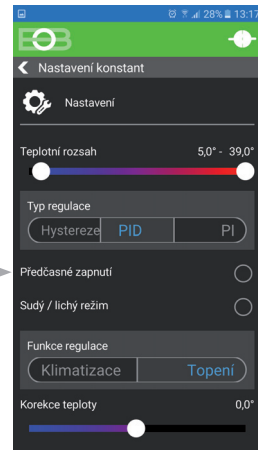 28% 13:17
EOB
Nastavení konstant
Nastavení
Teplotní rozsah 5,0° - 39,0°
Typ regulace
Hystereze PID PI
Předčasné zapnutí
Sudý / lichý režim
Funkce regulace
Klimatizace Topení
Korekce teploty 0,0°